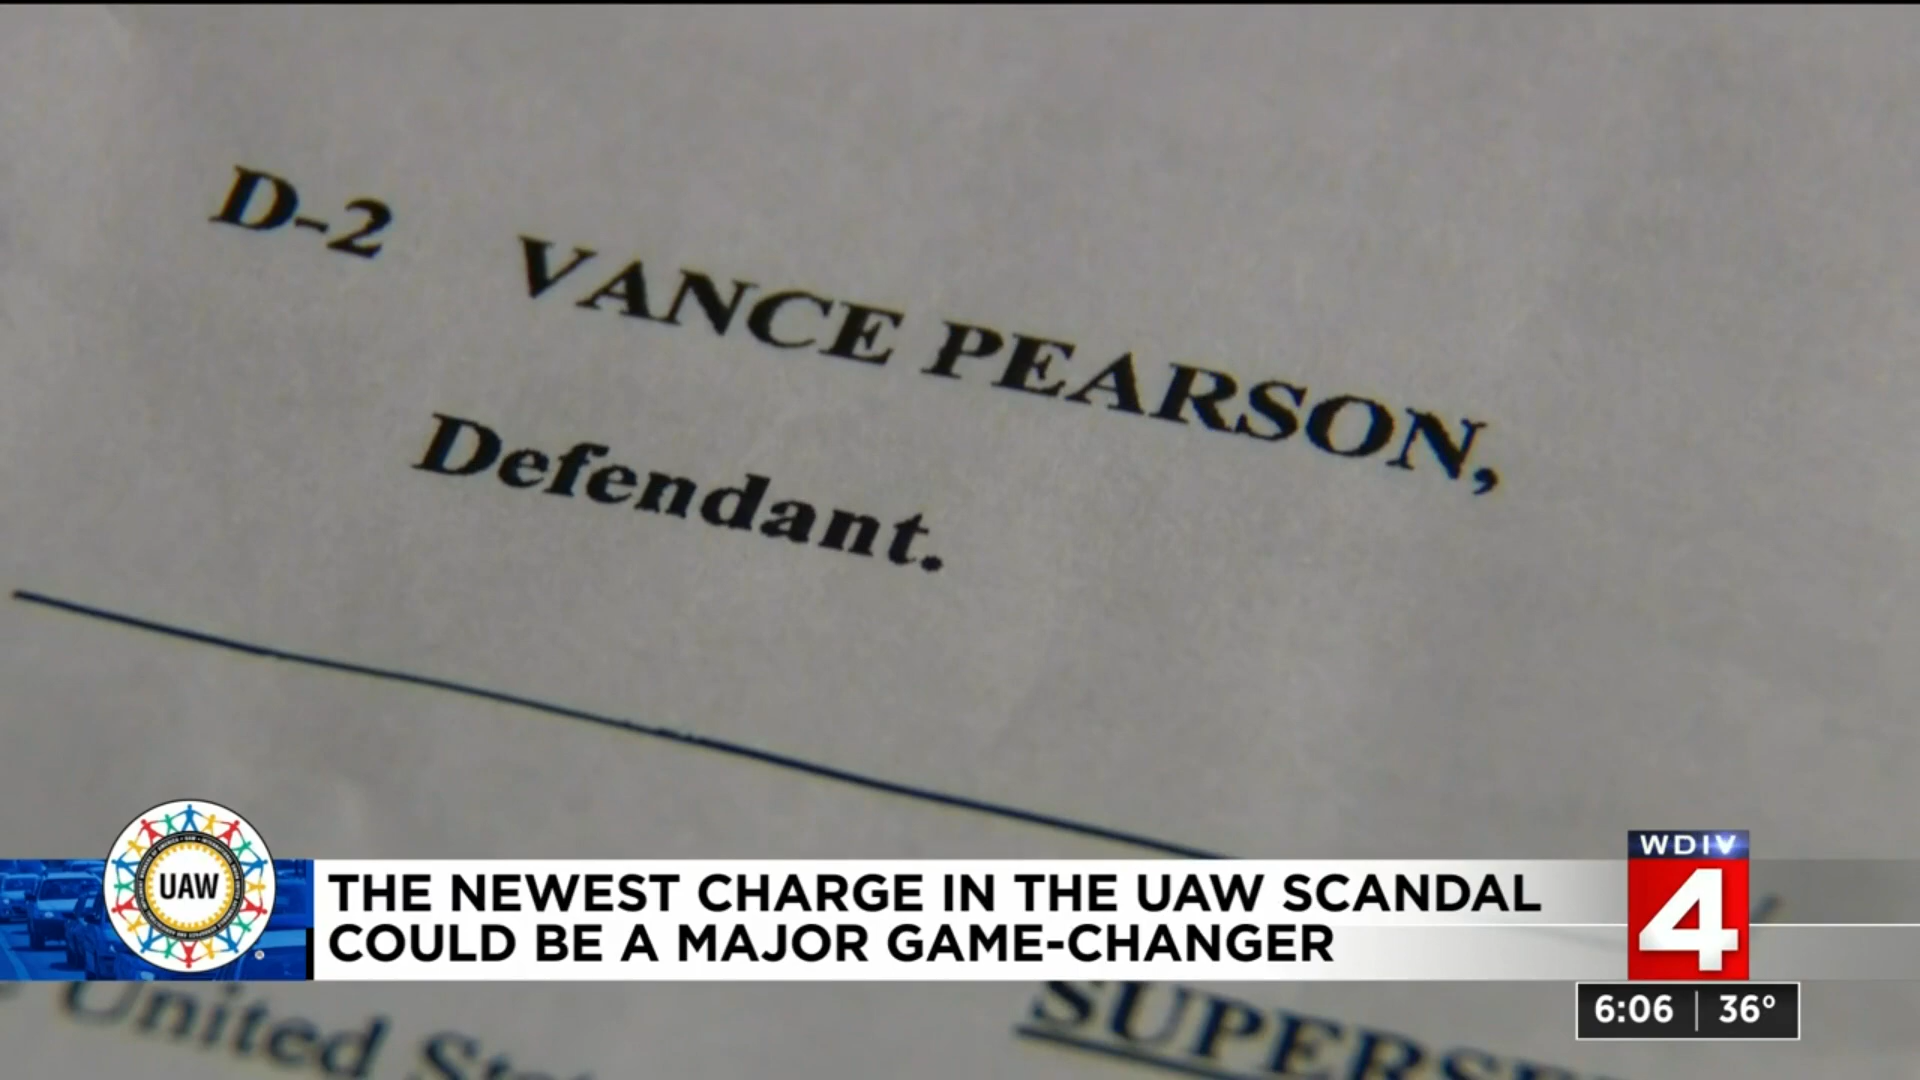 D-2 VANCE PEARSON,
Defendant.
UAW
THE NEWEST CHARGE IN THE UAW SCANDAL
COULD BE A MAJOR GAME-CHANGER
WDIV
4
6:06 36°
United